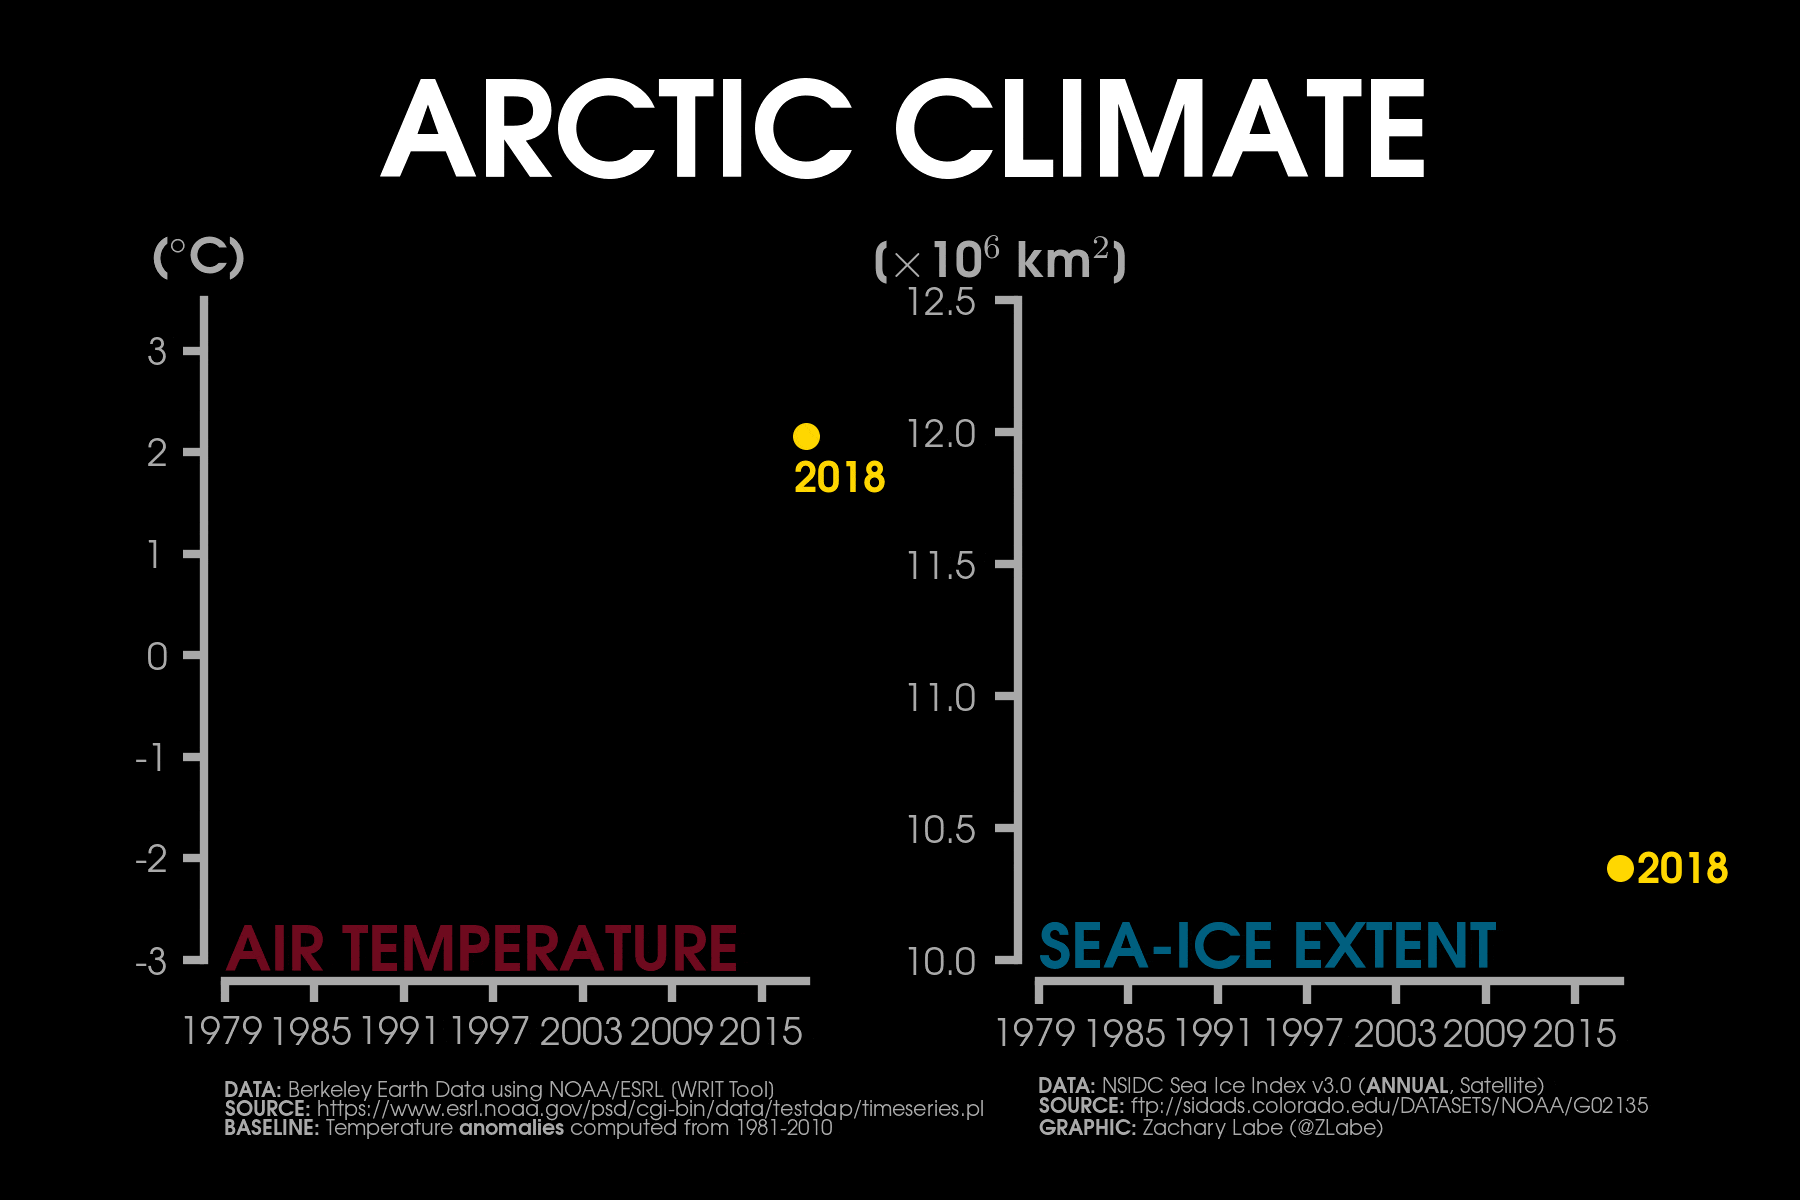 ARCTIC CLIMATE
(°C)
3
2
1
0
-1
-2
-3
2018
AIR TEMPERATURE
1979 1985 1991 1997 2003 2009 2015
DATA: Berkeley Earth Data using NOAA/ESRL (WRIT Tool)
SOURCE: https://www.esrl.noaa.gov/psd/cgi-bin/data/testdap/timeseries.pl
BASELINE: Temperature anomalies computed from 1981-2010
(×10⁶ km²)
12.5
12.0
11.5
11.0
10.5
10.0
2018
SEA-ICE EXTENT
1979 1985 1991 1997 2003 2009 2015
DATA: NSIDC Sea Ice Index v3.0 (ANNUAL, Satellite)
SOURCE: ftp://sidads.colorado.edu/DATASETS/NOAA/G02135
GRAPHIC: Zachary Labe (@ZLabe)